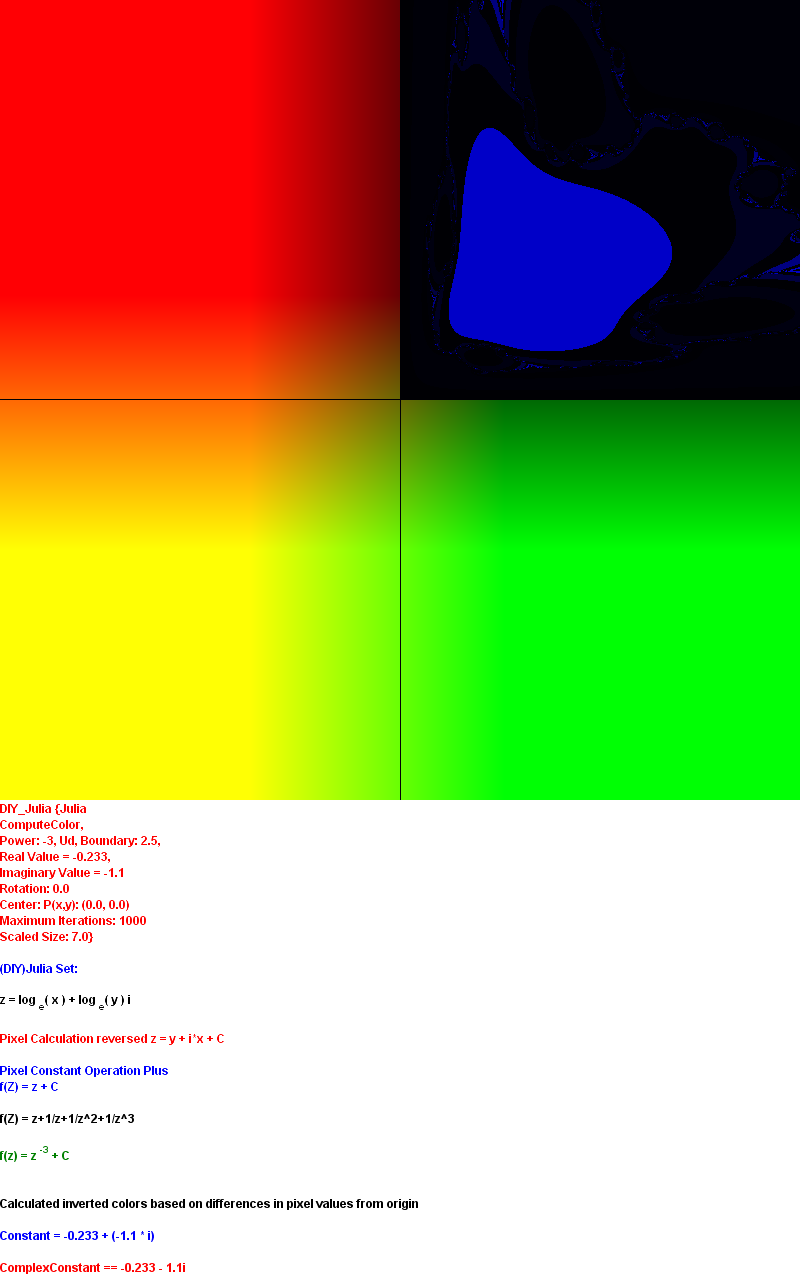 DIY_Julia {Julia
ComputeColor,
Power: -3, Ud, Boundary: 2.5,
Real Value = -0.233,
Imaginary Value = -1.1
Rotation: 0.0
Center: P(x,y): (0.0, 0.0)
Maximum Iterations: 1000
Scaled Size: 7.0}
(DIY)Julia Set:
z = log e( x ) + log e( y ) i
Pixel Calculation reversed z = y + i*x + C
Pixel Constant Operation Plus
f(Z) = z + C
f(Z) = z+1/z+1/z^2+1/z^3
f(z) = z -3 + C
Calculated inverted colors based on differences in pixel values from origin
Constant = -0.233 + (-1.1 * i)
ComplexConstant == -0.233 - 1.1i